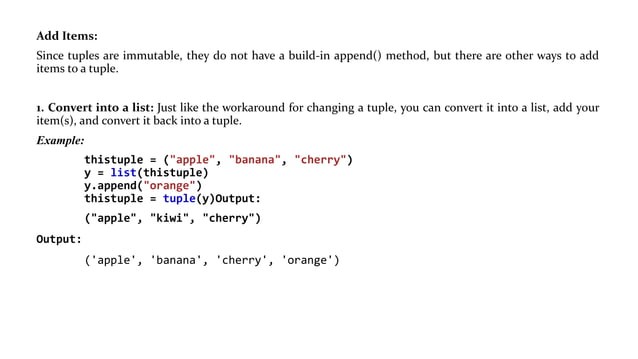 Add Items:
Since tuples are immutable, they do not have a build-in append() method, but there are other ways to add
items to a tuple.
1. Convert into a list: Just like the workaround for changing a tuple, you can convert it into a list, add your
item(s), and convert it back into a tuple.
Example:
thistuple = ("apple", "banana", "cherry")
y = list(thistuple)
y.append("orange")
thistuple = tuple(y)Output:
("apple", "kiwi", "cherry")
Output:
('apple', 'banana', 'cherry', 'orange')